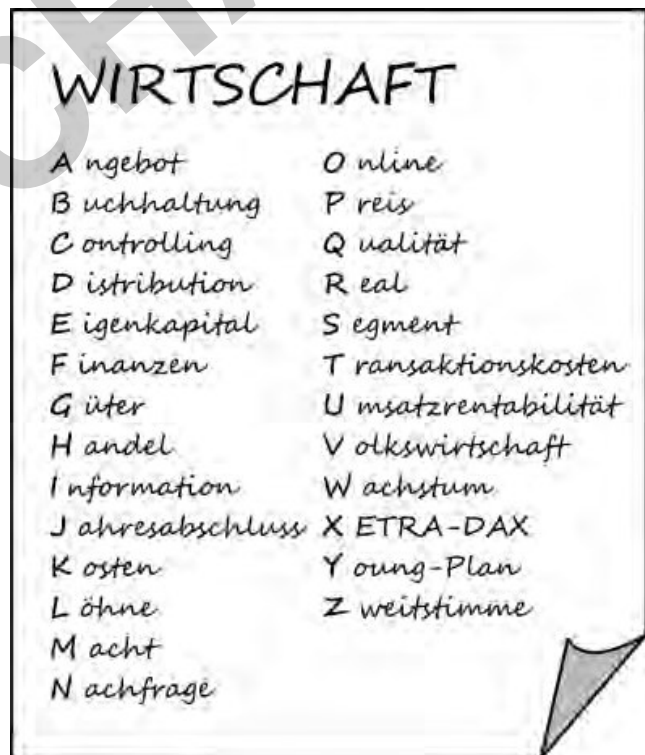 WIRTSCHAFT
A ngebot
B uchhaltung
C ontrolling
D istribution
E igenkapital
F inanzen
G üter
H andel
I nformation
J ahresabschluss
K osten
L öhne
M acht
N achfrage
O nline
P reis
Q ualität
R eal
S egment
T ransaktionskosten
U msatzrentabilität
V olkswirtschaft
W achstum
X ETRA-DAX
Y oung-Plan
Z weitstimme